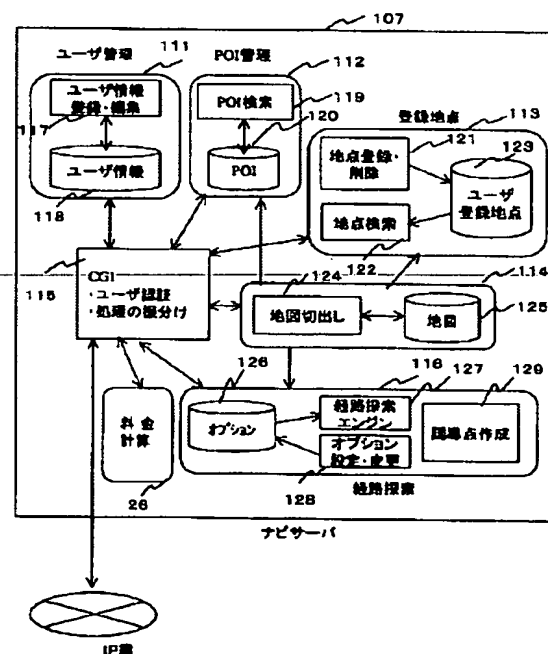 107
ユーザ管理
111
POI管理
112
ユーザ情報
登録・編集
117
ユーザ情報
118
POI検索
119
120
POI
登録地点
113
地点登録・
削除
121
123
ユーザ
登録地点
地点検索
122
114
115
CGI
・ユーザ認証
・処理の振分け
124
地図切出し
地図
125
116
127
129
126
オプション
経路探索
エンジン
オプション
設定・変更
128
誘導点作成
経路探索
料金
計算
26
ナビサーバ
IP網